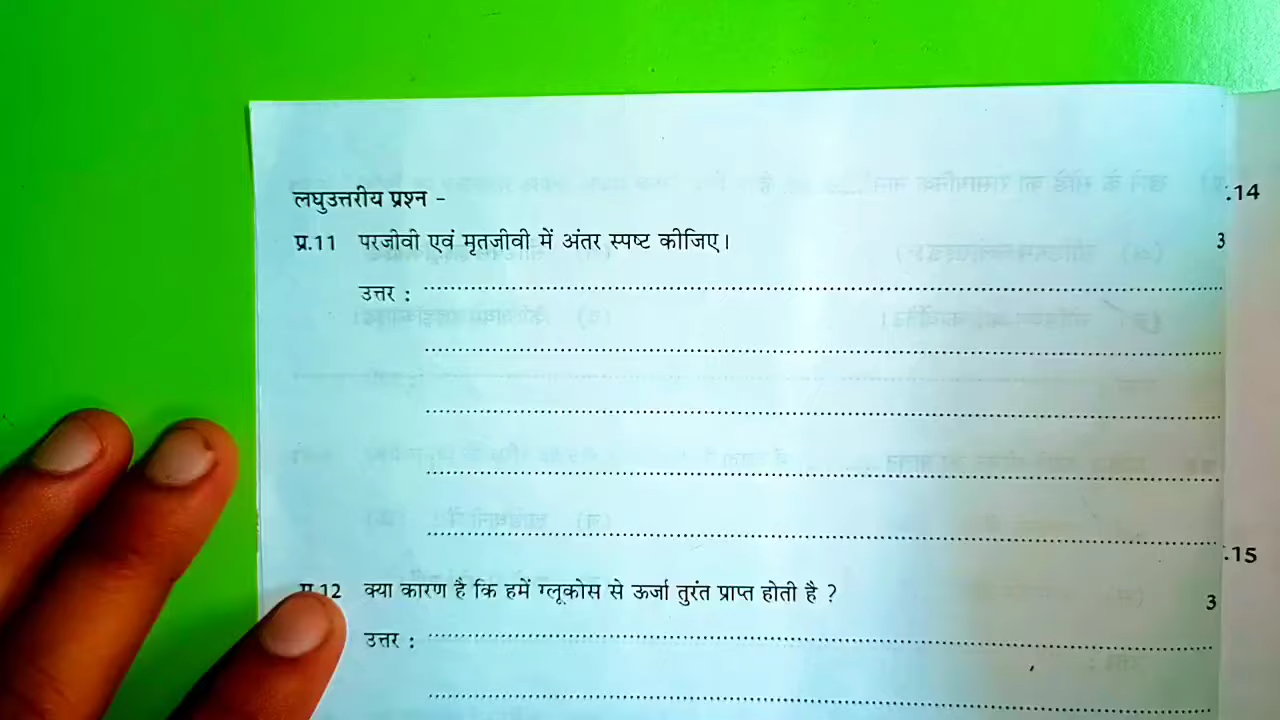 लघुउत्तरीय प्रश्न -
.14
प्र.11 परजीवी एवं मृतजीवी में अंतर स्पष्ट कीजिए। 3
उत्तर :
.15
12 क्या कारण है कि हमें ग्लूकोस से ऊर्जा तुरंत प्राप्त होती है ? 3
उत्तर :